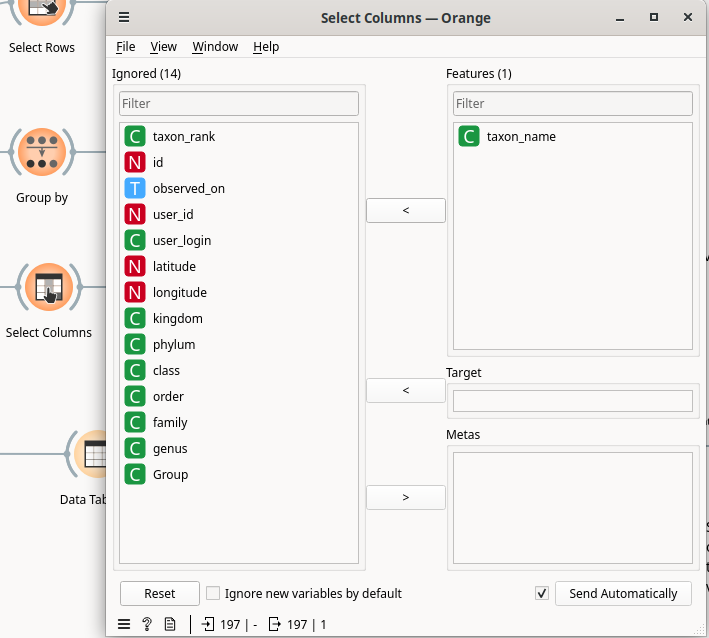 Select Columns — Orange
File View Window Help
Select Rows
Group by
Select Columns
Data Tab
Ignored (14)
Filter
C taxon_rank
N id
T observed_on
N user_id
C user_login
N latitude
N longitude
C kingdom
C phylum
C class
C order
C family
C genus
C Group
<
<
>
Features (1)
Filter
C taxon_name
Target
Metas
Reset
Ignore new variables by default
Send Automatically
? 197 | - 197 | 1